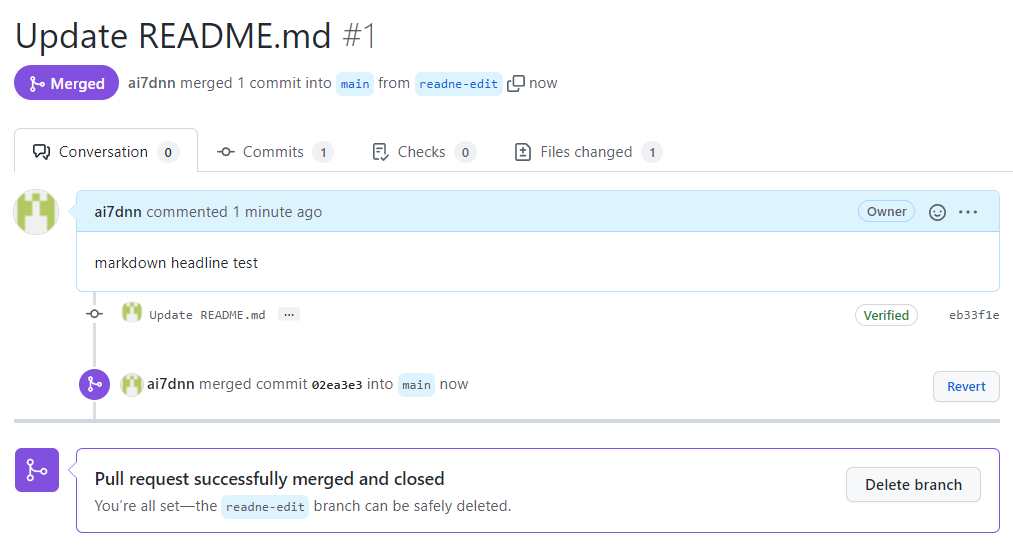 Update README.md #1
Merged ai7dnn merged 1 commit into main from readne-edit now
Conversation 0 Commits 1 Checks 0 Files changed 1
ai7dnn commented 1 minute ago Owner
markdown headline test
Update README.md ... Verified eb33f1e
ai7dnn merged commit 02ea3e3 into main now Revert
Pull request successfully merged and closed
You're all set—the readne-edit branch can be safely deleted. Delete branch